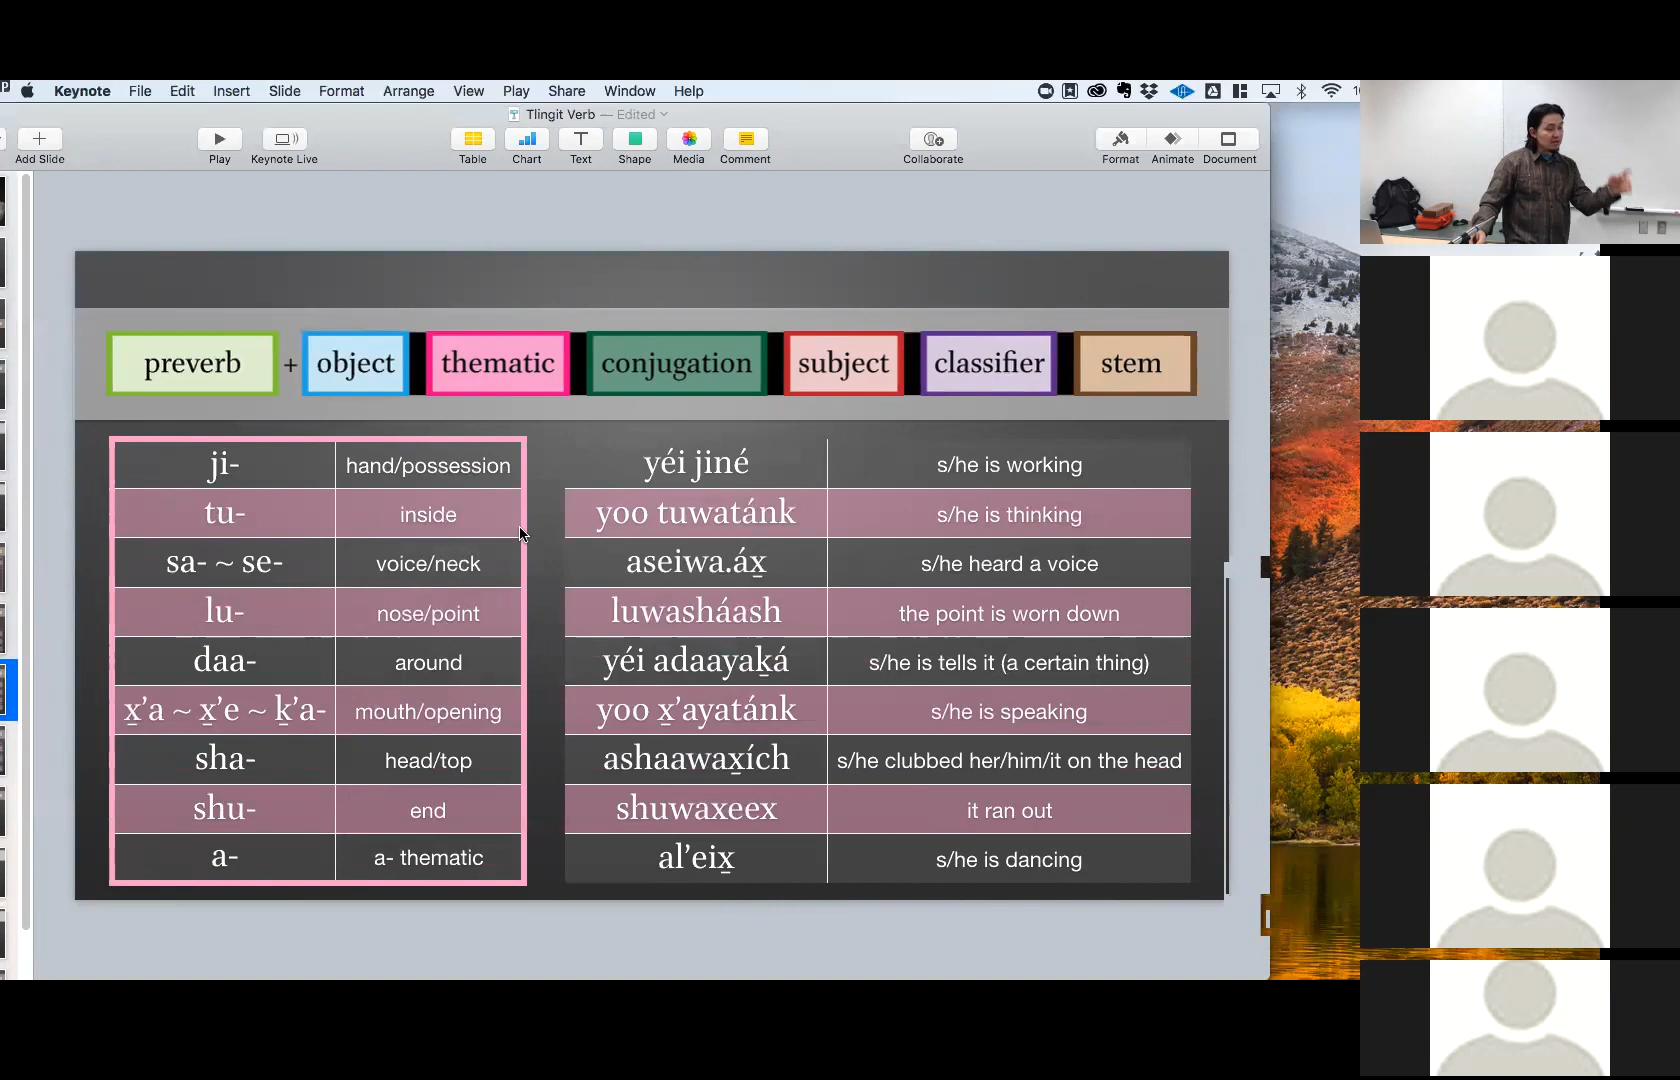 Keynote File Edit Insert Slide Format Arrange View Play Share Window Help
Tlingit Verb — Edited
Add Slide Play Keynote Live Table Chart Text Shape Media Comment Collaborate Format Animate Document
preverb + object thematic conjugation subject classifier stem
ji- hand/possession yéi jiné s/he is working
tu- inside yoo tuwatánk s/he is thinking
sa- ~ se- voice/neck aseiwa.áx̱ s/he heard a voice
lu- nose/point luwasháash the point is worn down
daa- around yéi adaayaḵá s/he is tells it (a certain thing)
x̱’a ~ x̱’e ~ ḵ’a- mouth/opening yoo x̱’ayatánk s/he is speaking
sha- head/top ashaawax̱ích s/he clubbed her/him/it on the head
shu- end shuwaxeex it ran out
a- a- thematic al’eix̱ s/he is dancing